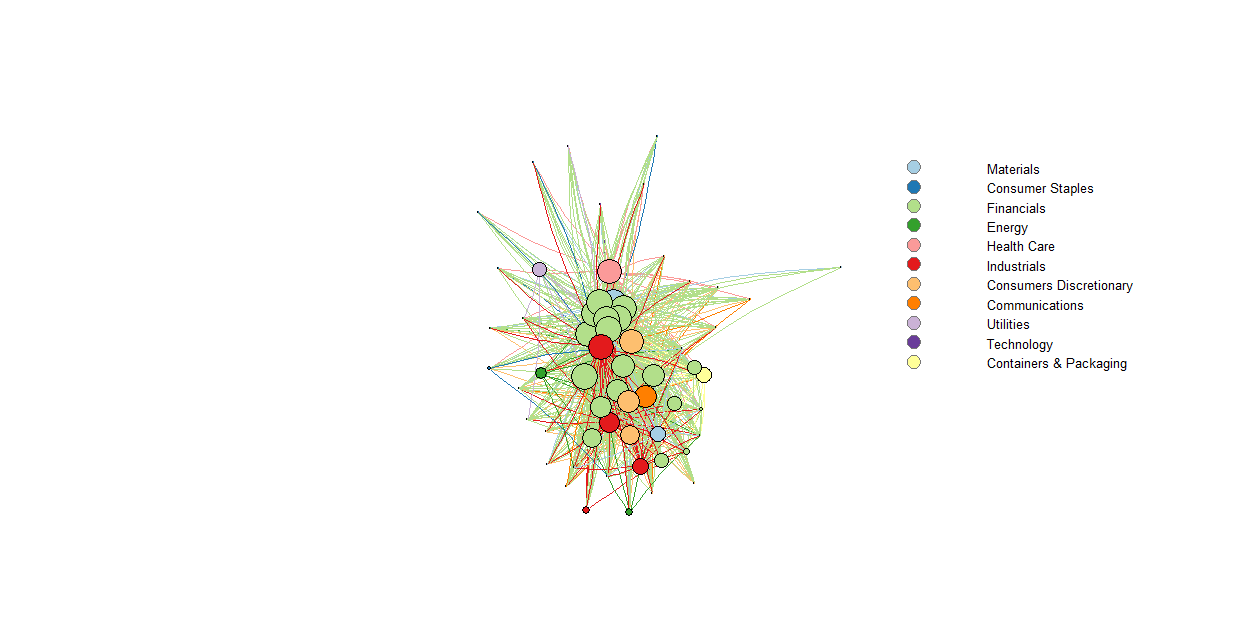 Materials
Consumer Staples
Financials
Energy
Health Care
Industrials
Consumers Discretionary
Communications
Utilities
Technology
Containers & Packaging